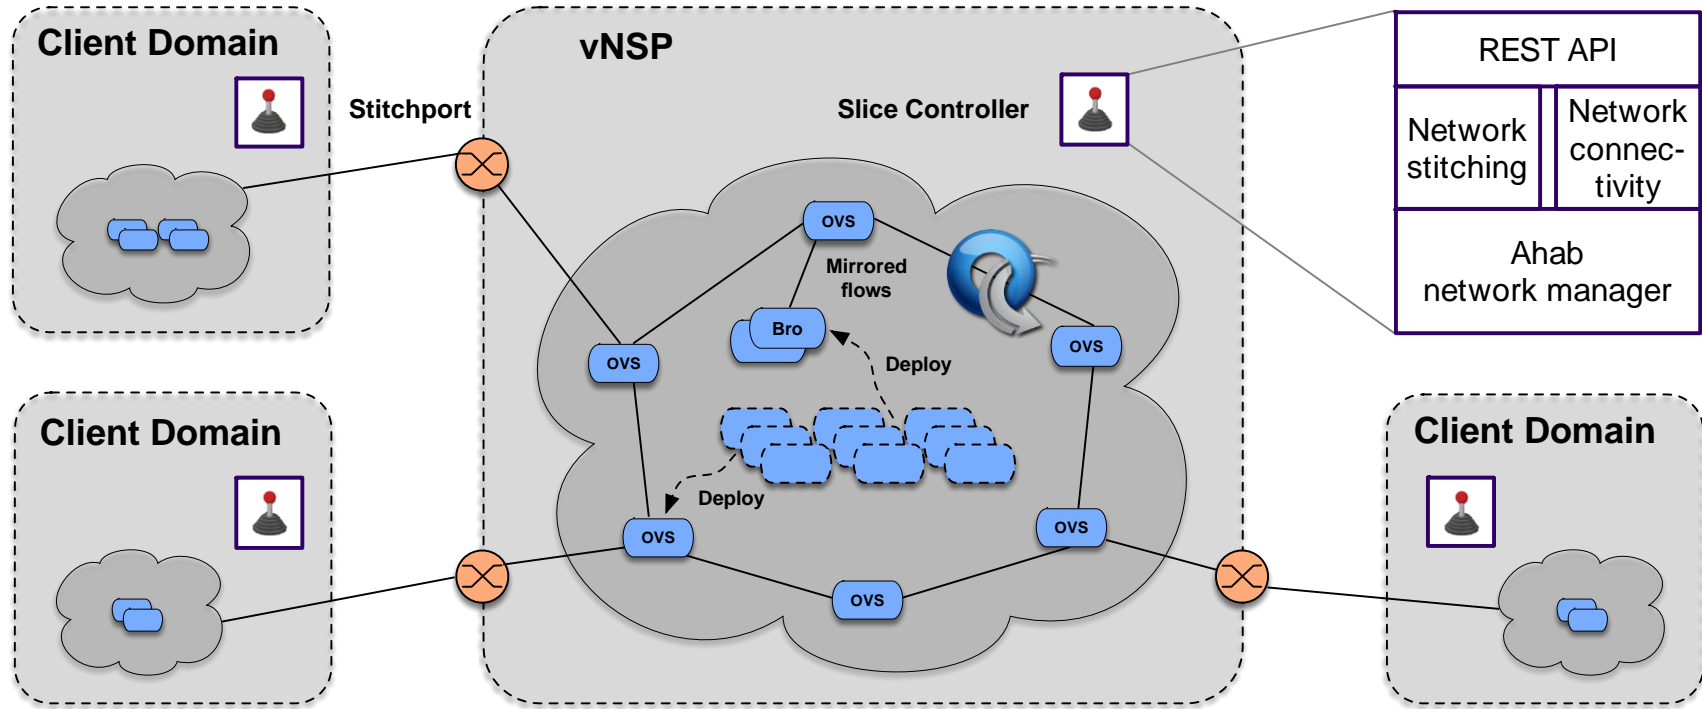 Client Domain
vNSP
Stitchport
Slice Controller
REST API
Network
stitching
Network
connec-
tivity
Ahab
network manager
OVS
Mirrored
flows
Bro
OVS
OVS
Deploy
Client Domain
Client Domain
Deploy
OVS
OVS
OVS